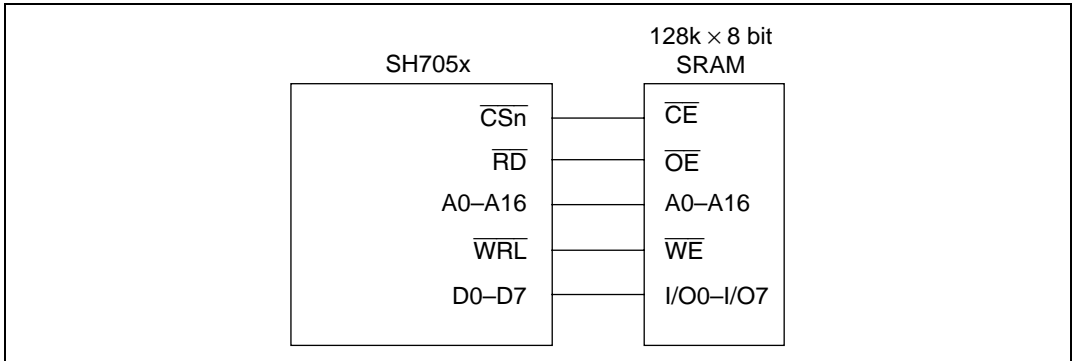 128k × 8 bit
SH705x SRAM
CSn CE
RD OE
A0–A16 A0–A16
WRL WE
D0–D7 I/O0–I/O7